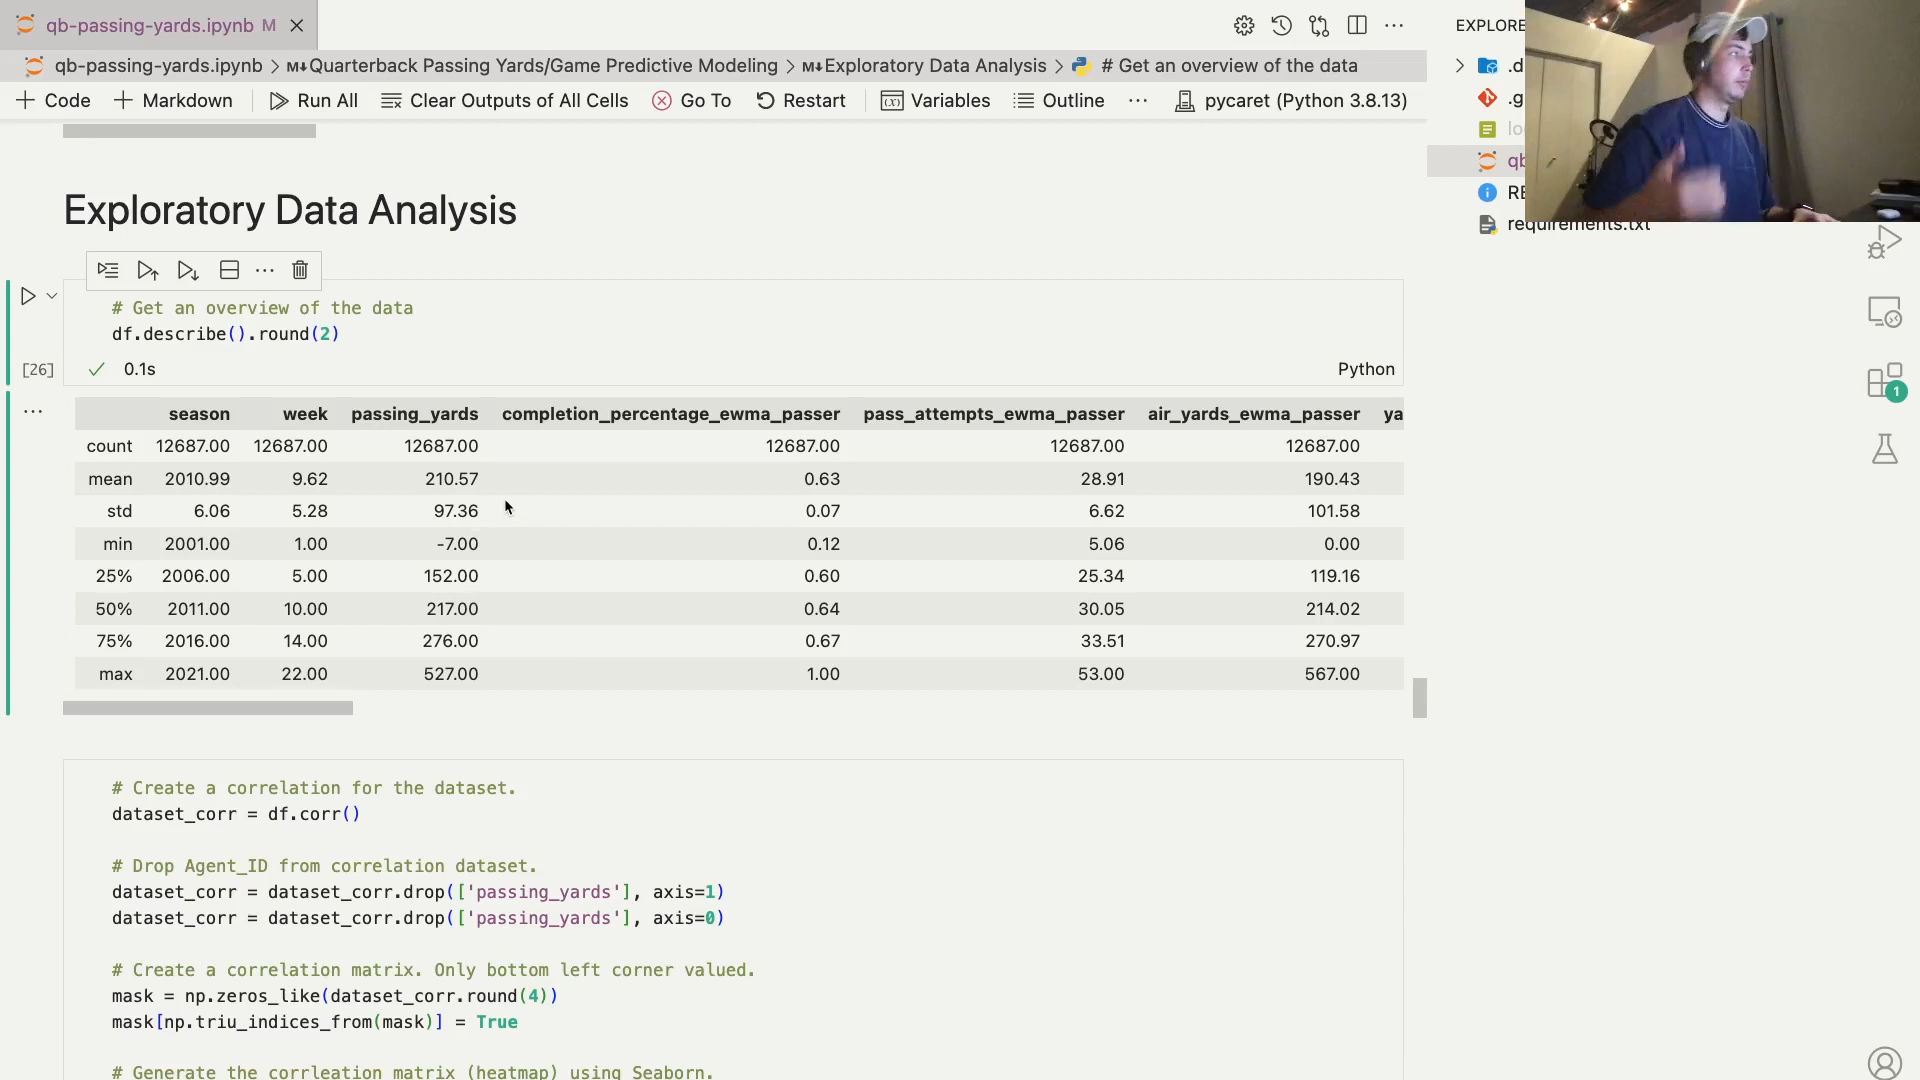 qb-passing-yards.ipynb M
EXPLORE
qb-passing-yards.ipynb > M↓Quarterback Passing Yards/Game Predictive Modeling > M↓Exploratory Data Analysis > # Get an overview of the data
.d
+ Code + Markdown Run All Clear Outputs of All Cells Go To Restart Variables Outline ... pycaret (Python 3.8.13)
.g
lo
qb
RE
requirements.txt
Exploratory Data Analysis
# Get an overview of the data
df.describe().round(2)
[26] 0.1s Python
1
season week passing_yards completion_percentage_ewma_passer pass_attempts_ewma_passer air_yards_ewma_passer ya
count 12687.00 12687.00 12687.00 12687.00 12687.00 12687.00
mean 2010.99 9.62 210.57 0.63 28.91 190.43
std 6.06 5.28 97.36 0.07 6.62 101.58
min 2001.00 1.00 -7.00 0.12 5.06 0.00
25% 2006.00 5.00 152.00 0.60 25.34 119.16
50% 2011.00 10.00 217.00 0.64 30.05 214.02
75% 2016.00 14.00 276.00 0.67 33.51 270.97
max 2021.00 22.00 527.00 1.00 53.00 567.00
# Create a correlation for the dataset.
dataset_corr = df.corr()
# Drop Agent_ID from correlation dataset.
dataset_corr = dataset_corr.drop(['passing_yards'], axis=1)
dataset_corr = dataset_corr.drop(['passing_yards'], axis=0)
# Create a correlation matrix. Only bottom left corner valued.
mask = np.zeros_like(dataset_corr.round(4))
mask[np.triu_indices_from(mask)] = True
# Generate the corrleation matrix (heatmap) using Seaborn.